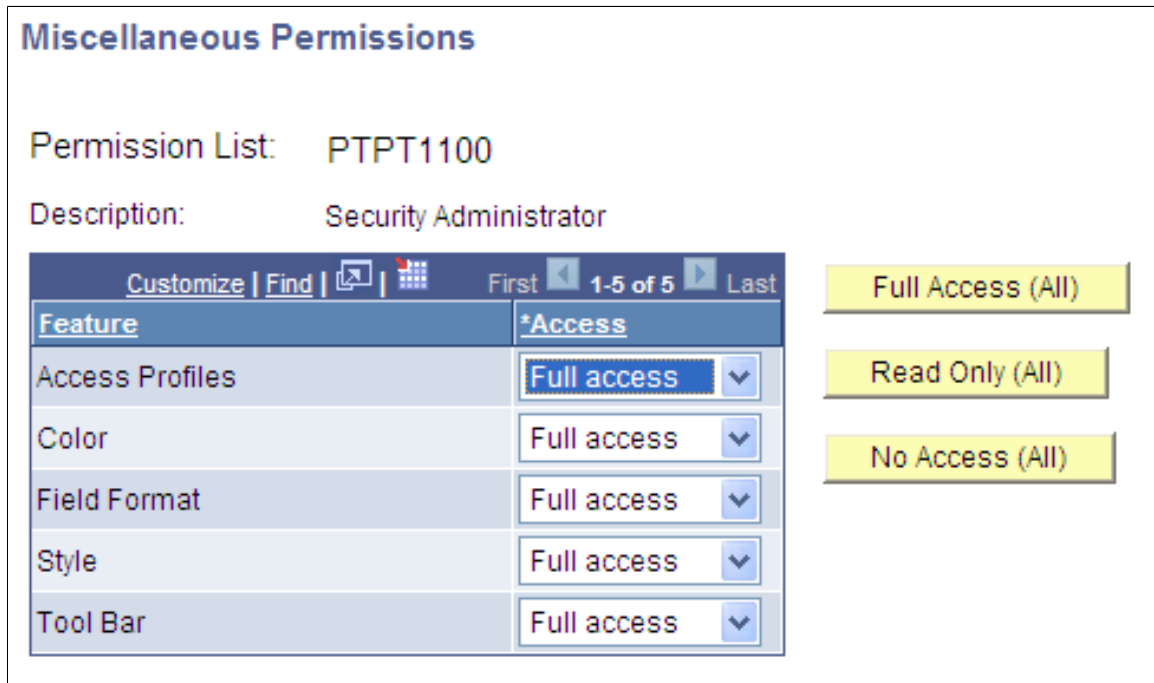 Miscellaneous Permissions
Permission List: PTPT1100
Description: Security Administrator
Customize | Find | | First 1-5 of 5 Last
Feature *Access
Access Profiles Full access
Color Full access
Field Format Full access
Style Full access
Tool Bar Full access
Full Access (All)
Read Only (All)
No Access (All)